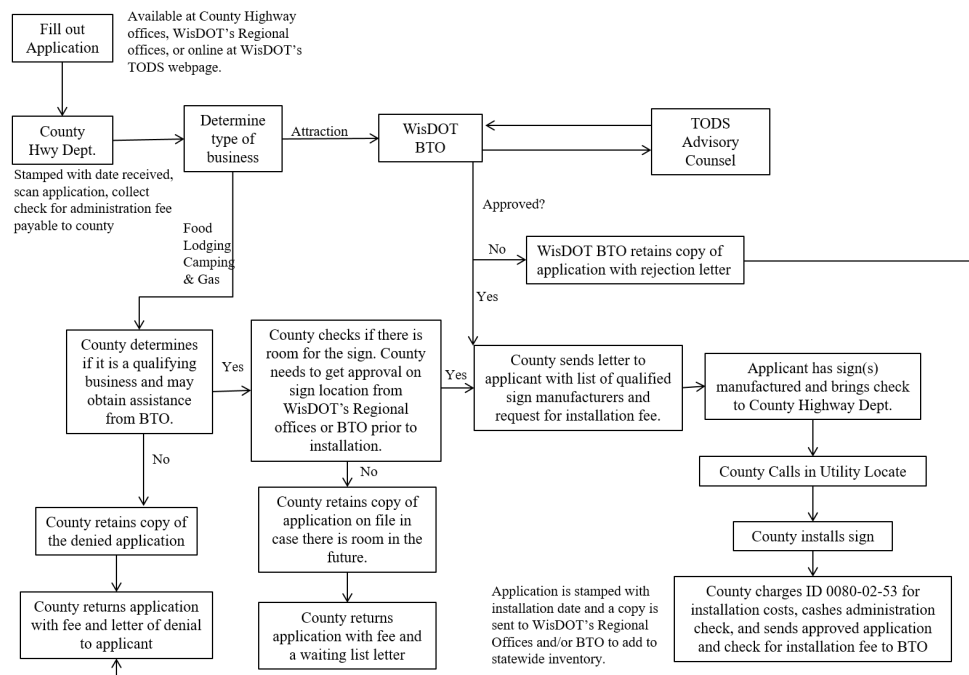 Fill out
Application
Available at County Highway
offices, WisDOT's Regional
offices, or online at WisDOT's
TODS webpage.
County
Hwy Dept.
Stamped with date received,
scan application, collect
check for administration fee
payable to county
Determine
type of
business
Attraction
WisDOT
BTO
TODS
Advisory
Counsel
Food
Lodging
Camping
& Gas
Approved?
No
WisDOT BTO retains copy of
application with rejection letter
Yes
County determines
if it is a qualifying
business and may
obtain assistance
from BTO.
Yes
County checks if there is
room for the sign. County
needs to get approval on
sign location from
WisDOT's Regional
offices or BTO prior to
installation.
Yes
County sends letter to
applicant with list of qualified
sign manufacturers and
request for installation fee.
Applicant has sign(s)
manufactured and brings check
to County Highway Dept.
No
No
County Calls in Utility Locate
County retains copy of
the denied application
County retains copy of
application on file in
case there is room in the
future.
County installs sign
County returns application
with fee and letter of denial
to applicant
County returns
application with fee and
a waiting list letter
Application is stamped with
installation date and a copy is
sent to WisDOT's Regional
Offices and/or BTO to add to
statewide inventory.
County charges ID 0080-02-53 for
installation costs, cashes administration
check, and sends approved application
and check for installation fee to BTO